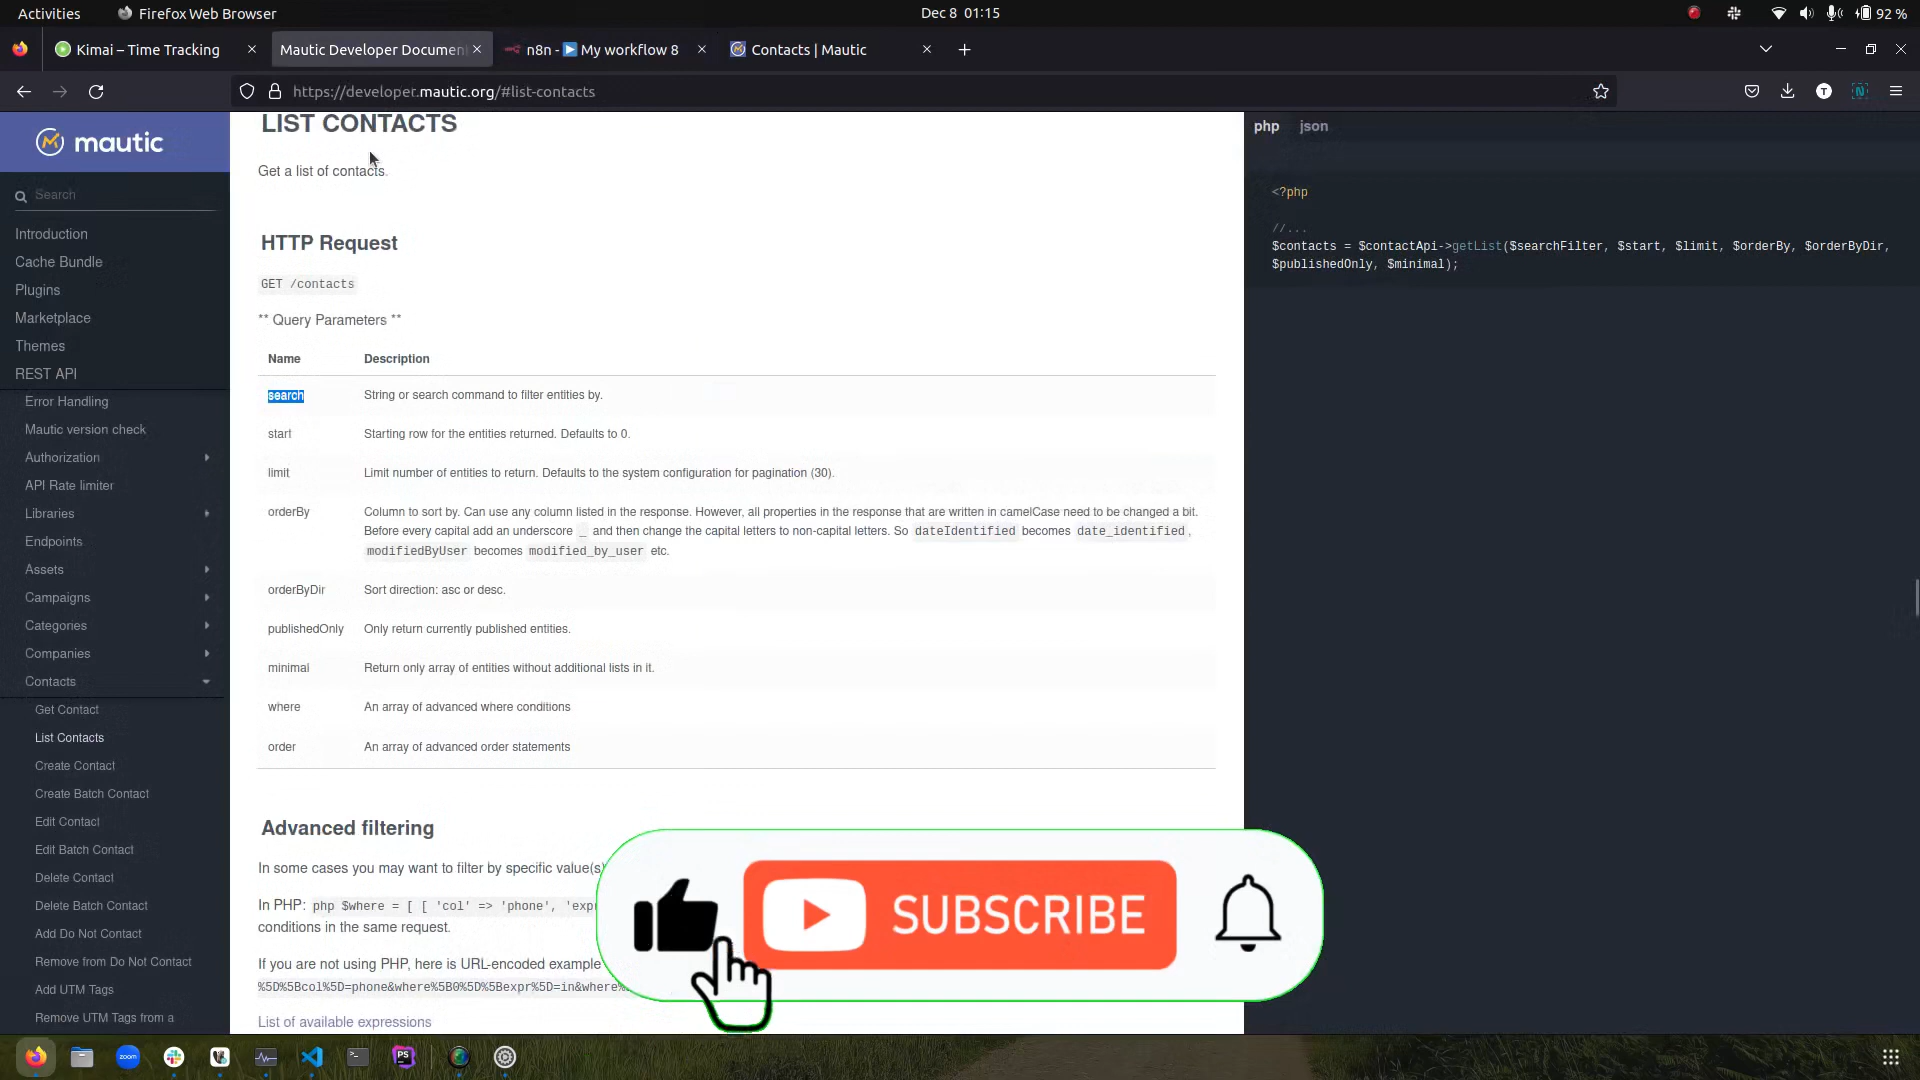 Activities
Firefox Web Browser
Dec 8 01:15
92 %
Kimai – Time Tracking
Mautic Developer Documen
n8n - ▶ My workflow 8
Contacts | Mautic
https://developer.mautic.org/#list-contacts
mautic
Search
Introduction
Cache Bundle
Plugins
Marketplace
Themes
REST API
Error Handling
Mautic version check
Authorization
API Rate limiter
Libraries
Endpoints
Assets
Campaigns
Categories
Companies
Contacts
Get Contact
List Contacts
Create Contact
Create Batch Contact
Edit Contact
Edit Batch Contact
Delete Contact
Delete Batch Contact
Add Do Not Contact
Remove from Do Not Contact
Add UTM Tags
Remove UTM Tags from a
LIST CONTACTS
Get a list of contacts.
HTTP Request
GET /contacts
** Query Parameters **
Name Description
search String or search command to filter entities by.
start Starting row for the entities returned. Defaults to 0.
limit Limit number of entities to return. Defaults to the system configuration for pagination (30).
orderBy Column to sort by. Can use any column listed in the response. However, all properties in the response that are written in camelCase need to be changed a bit.
Before every capital add an underscore _ and then change the capital letters to non-capital letters. So dateIdentified becomes date_identified,
modifiedByUser becomes modified_by_user etc.
orderByDir Sort direction: asc or desc.
publishedOnly Only return currently published entities.
minimal Return only array of entities without additional lists in it.
where An array of advanced where conditions
order An array of advanced order statements
Advanced filtering
In some cases you may want to filter by specific value(s)
In PHP: php $where = [ [ 'col' => 'phone', 'expr
conditions in the same request.
If you are not using PHP, here is URL-encoded example
%5D%5Bcol%5D=phone&where%5B0%5D%5Bexpr%5D=in&where%
List of available expressions
php json
<?php
//...
$contacts = $contactApi->getList($searchFilter, $start, $limit, $orderBy, $orderByDir,
$publishedOnly, $minimal);
SUBSCRIBE
zoom
PS